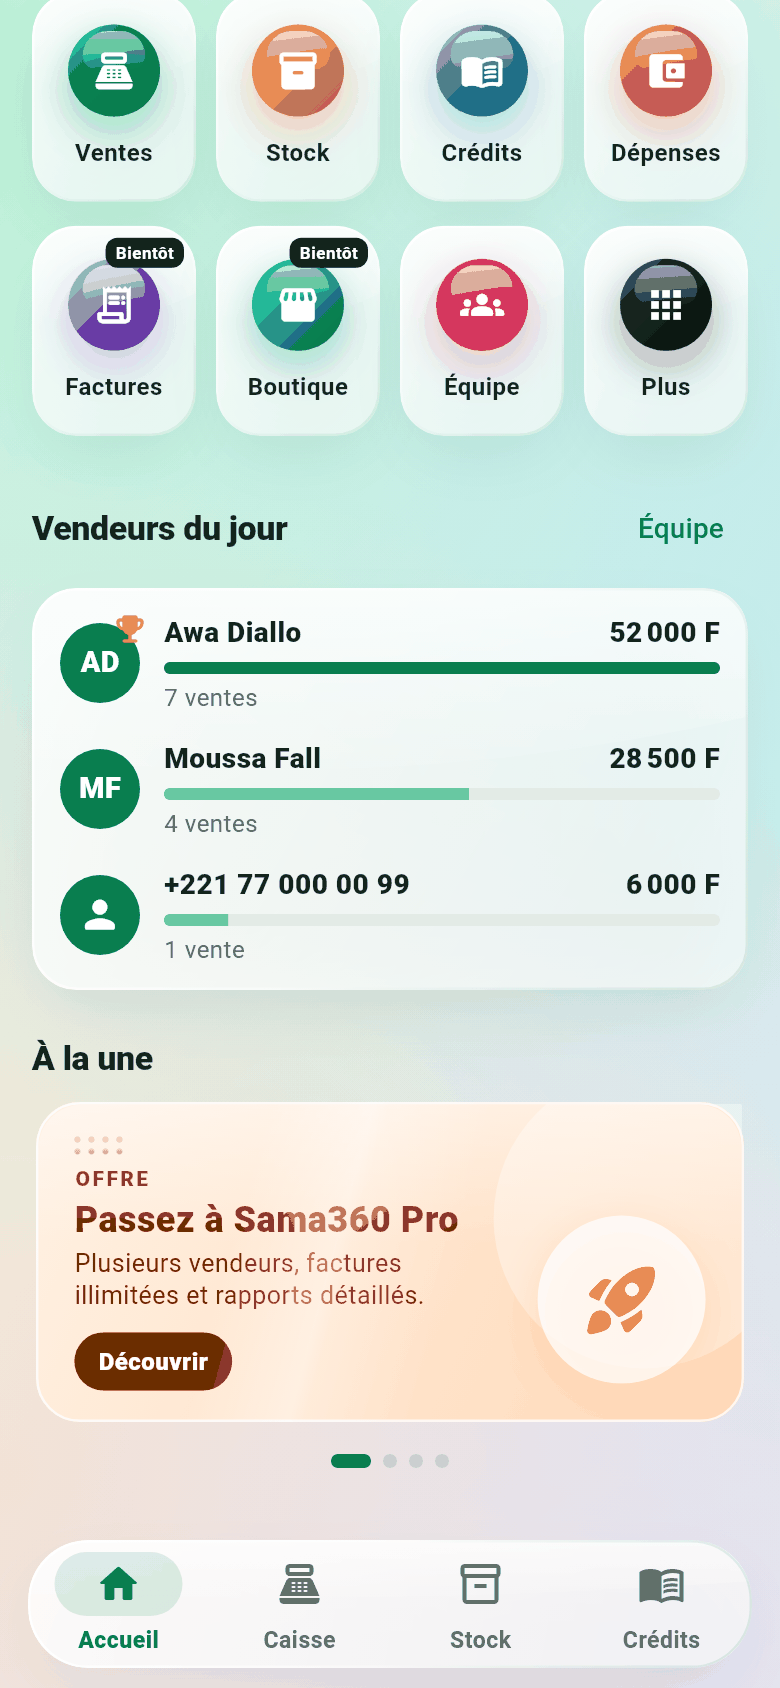 Ventes
Stock
Crédits
Dépenses
Bientôt
Bientôt
Factures
Boutique
Équipe
Plus
Vendeurs du jour
Équipe
AD
Awa Diallo
52 000 F
7 ventes
MF
Moussa Fall
28 500 F
4 ventes
+221 77 000 00 99
6 000 F
1 vente
À la une
OFFRE
Passez à Sama360 Pro
Plusieurs vendeurs, factures
illimitées et rapports détaillés.
Découvrir
Accueil
Caisse
Stock
Crédits